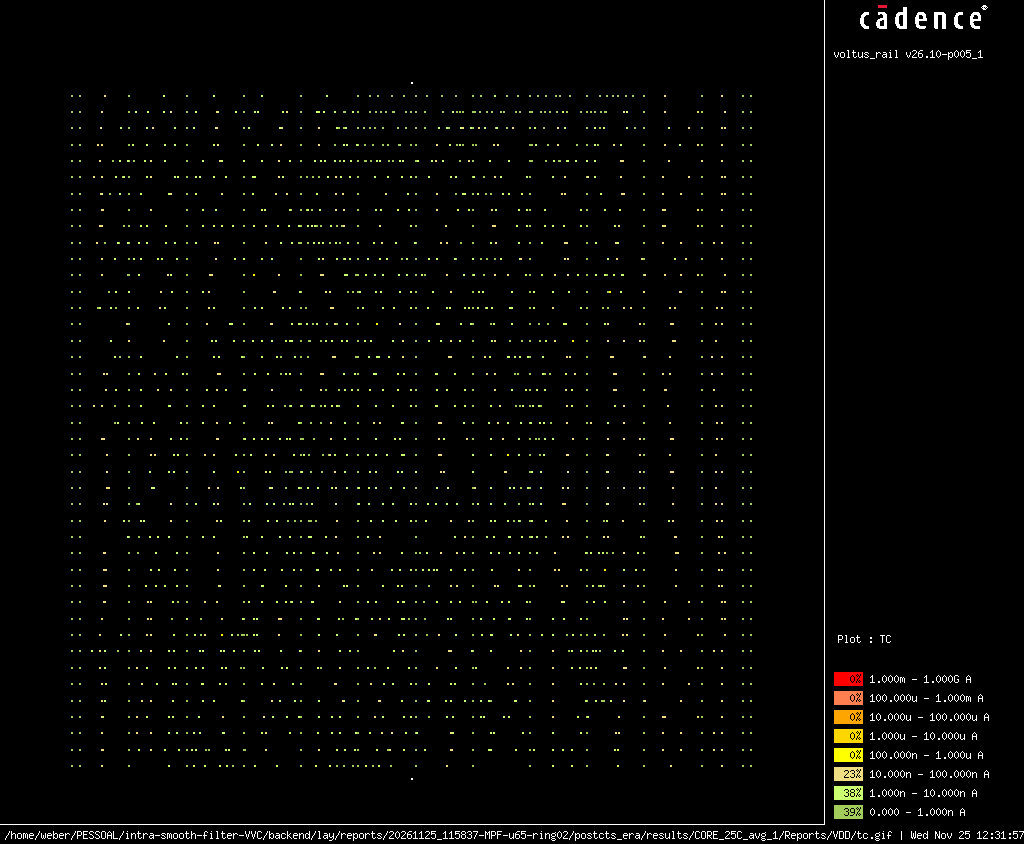 cādence®
voltus_rail v26.10-p005_1
Plot : TC
0% 1.000m - 1.000G A
0% 100.000u - 1.000m A
0% 10.000u - 100.000u A
0% 1.000u - 10.000u A
0% 100.000n - 1.000u A
23% 10.000n - 100.000n A
38% 1.000n - 10.000n A
39% 0.000 - 1.000n A
/home/weber/PESSOAL/intra-smooth-filter-VVC/backend/lay/reports/20261125_115837-MPF-u65-ring02/postcts_era/results/CORE_25C_avg_1/Reports/VDD/tc.gif | Wed Nov 25 12:31:57